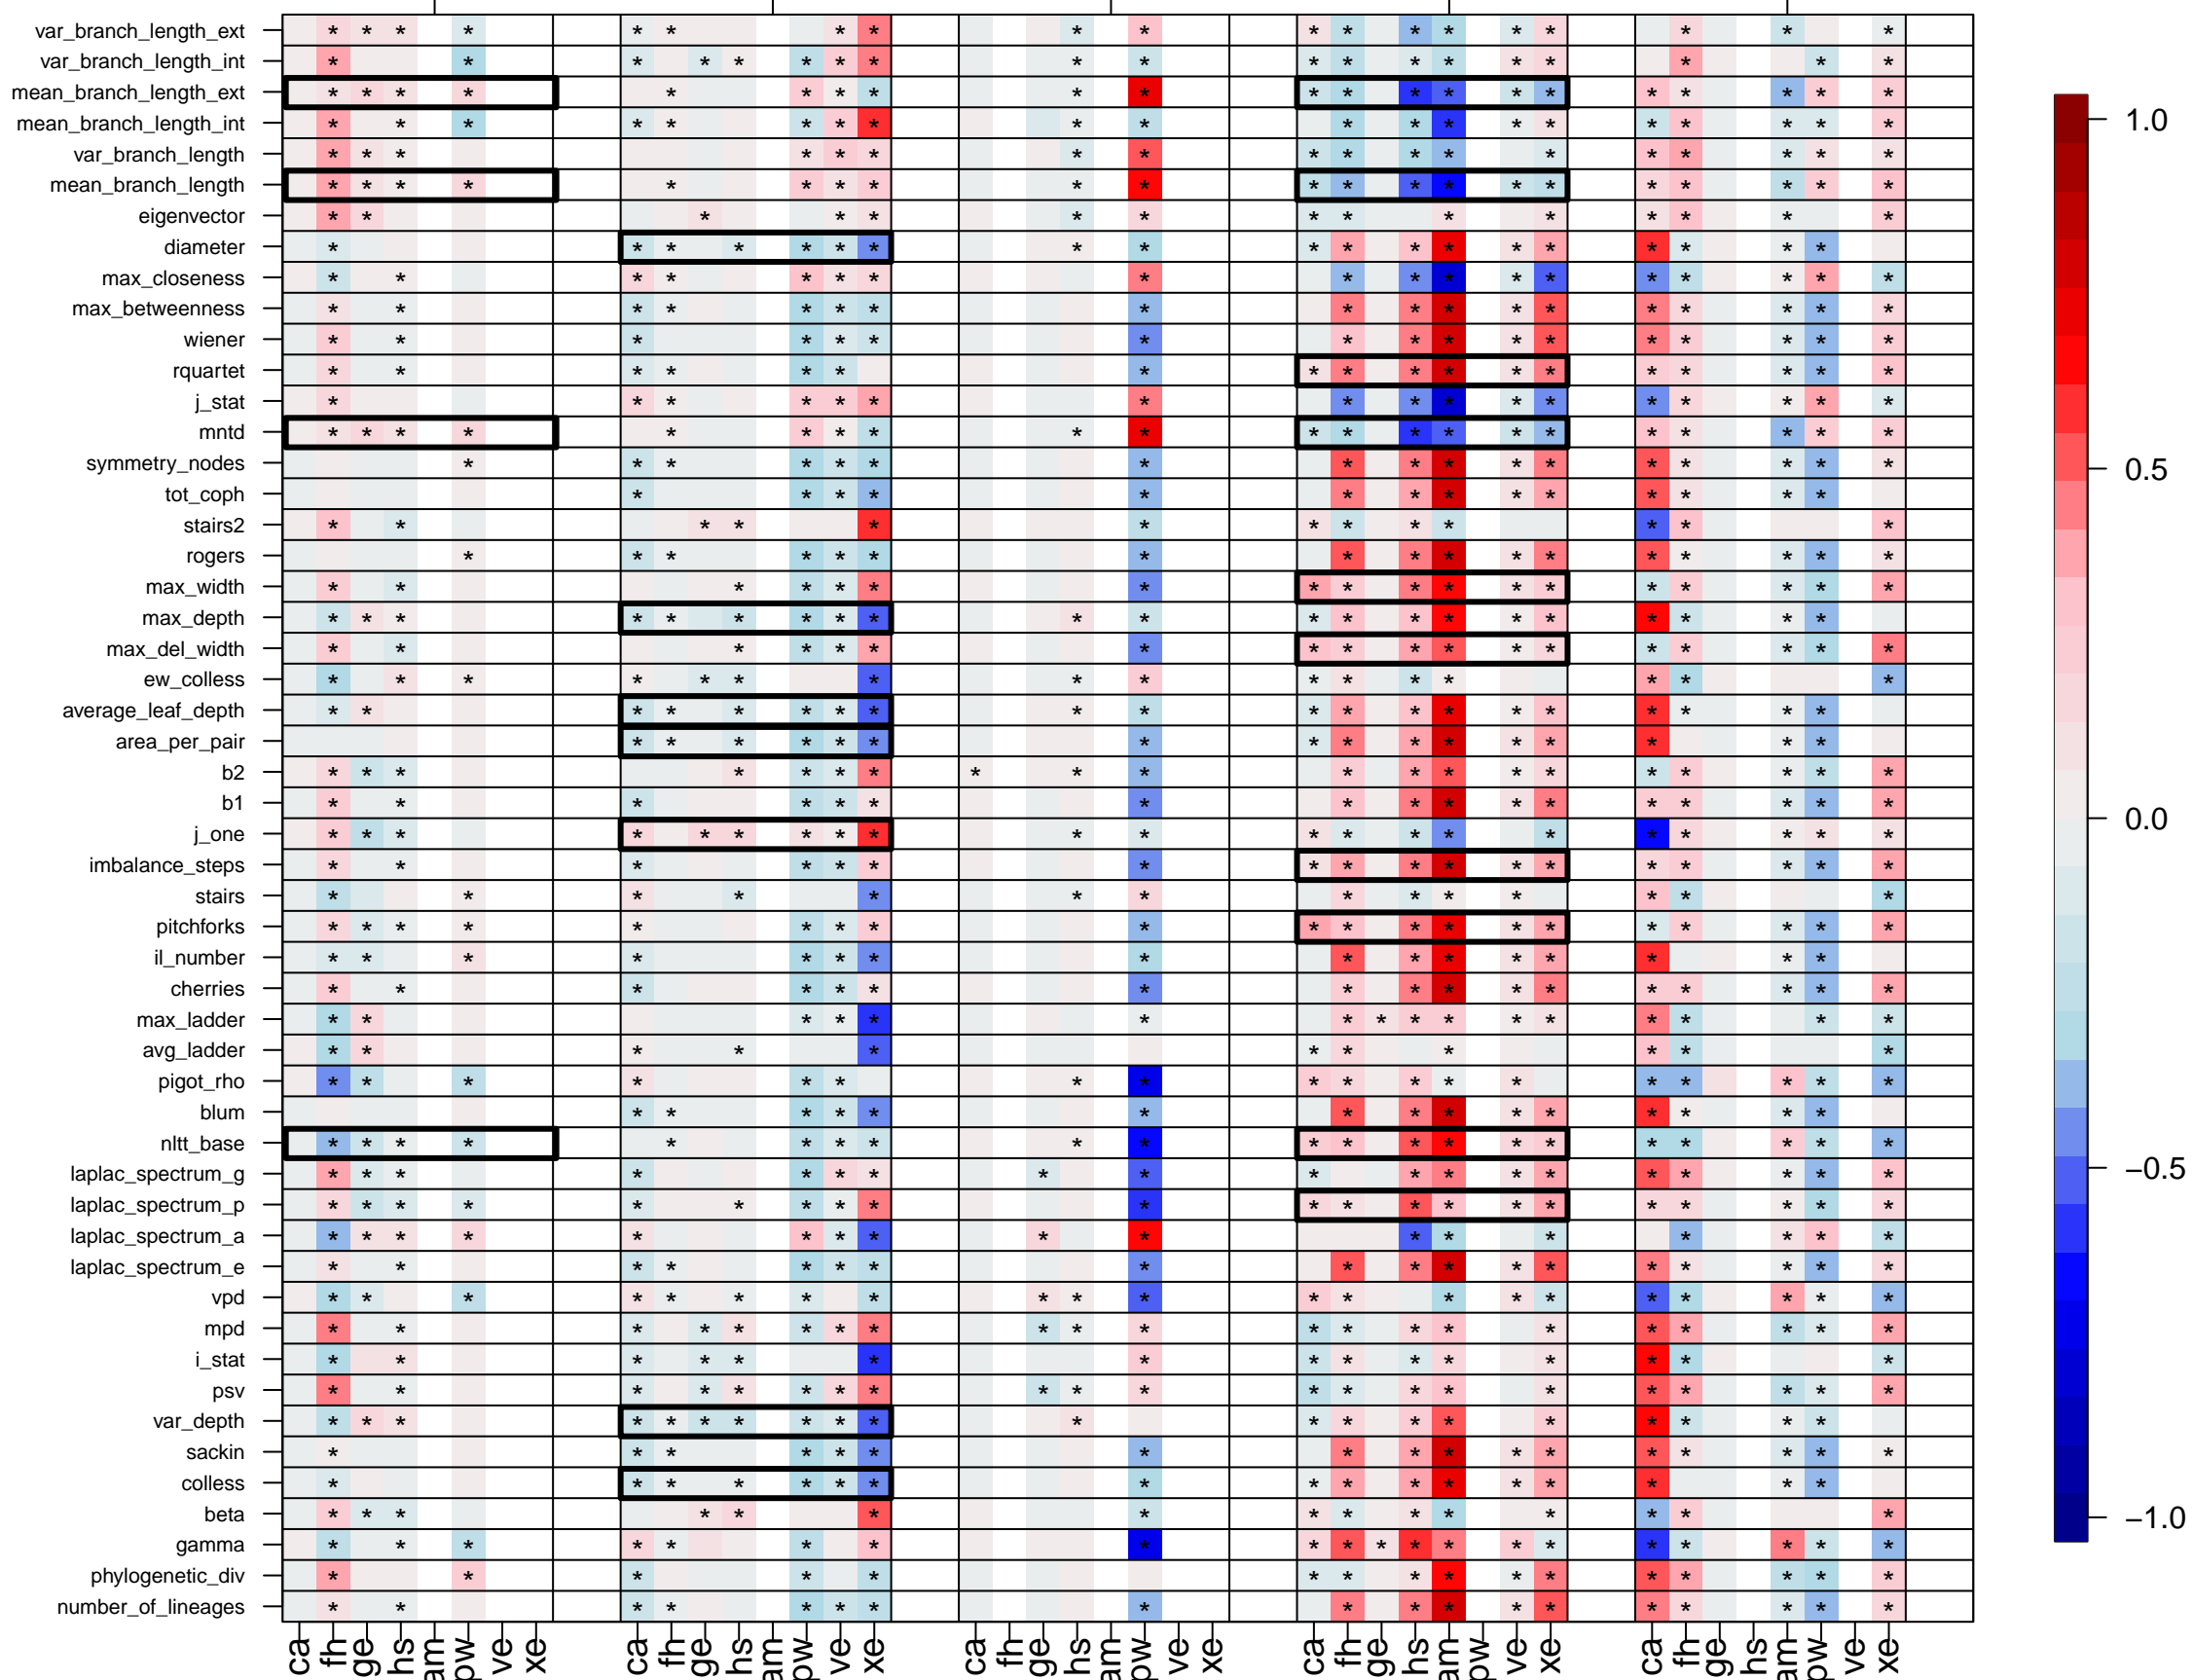 var_branch_length_ext
var_branch_length_int
mean_branch_length_ext
mean_branch_length_int
var_branch_length
mean_branch_length
eigenvector
diameter
max_closeness
max_betweenness
wiener
rquartet
j_stat
mntd
symmetry_nodes
tot_coph
stairs2
rogers
max_width
max_depth
max_del_width
ew_colless
average_leaf_depth
area_per_pair
b2
b1
j_one
imbalance_steps
stairs
pitchforks
il_number
cherries
max_ladder
avg_ladder
pigot_rho
blum
nltt_base
laplac_spectrum_g
laplac_spectrum_p
laplac_spectrum_a
laplac_spectrum_e
vpd
mpd
i_stat
psv
var_depth
sackin
colless
beta
gamma
phylogenetic_div
number_of_lineages
ca fh ge hs am pw ve xe ca fh ge hs am pw ve xe ca fh ge hs am pw ve xe ca fh ge hs am pw ve xe ca fh ge hs am pw ve xe
1.0
0.5
0.0
−0.5
−1.0